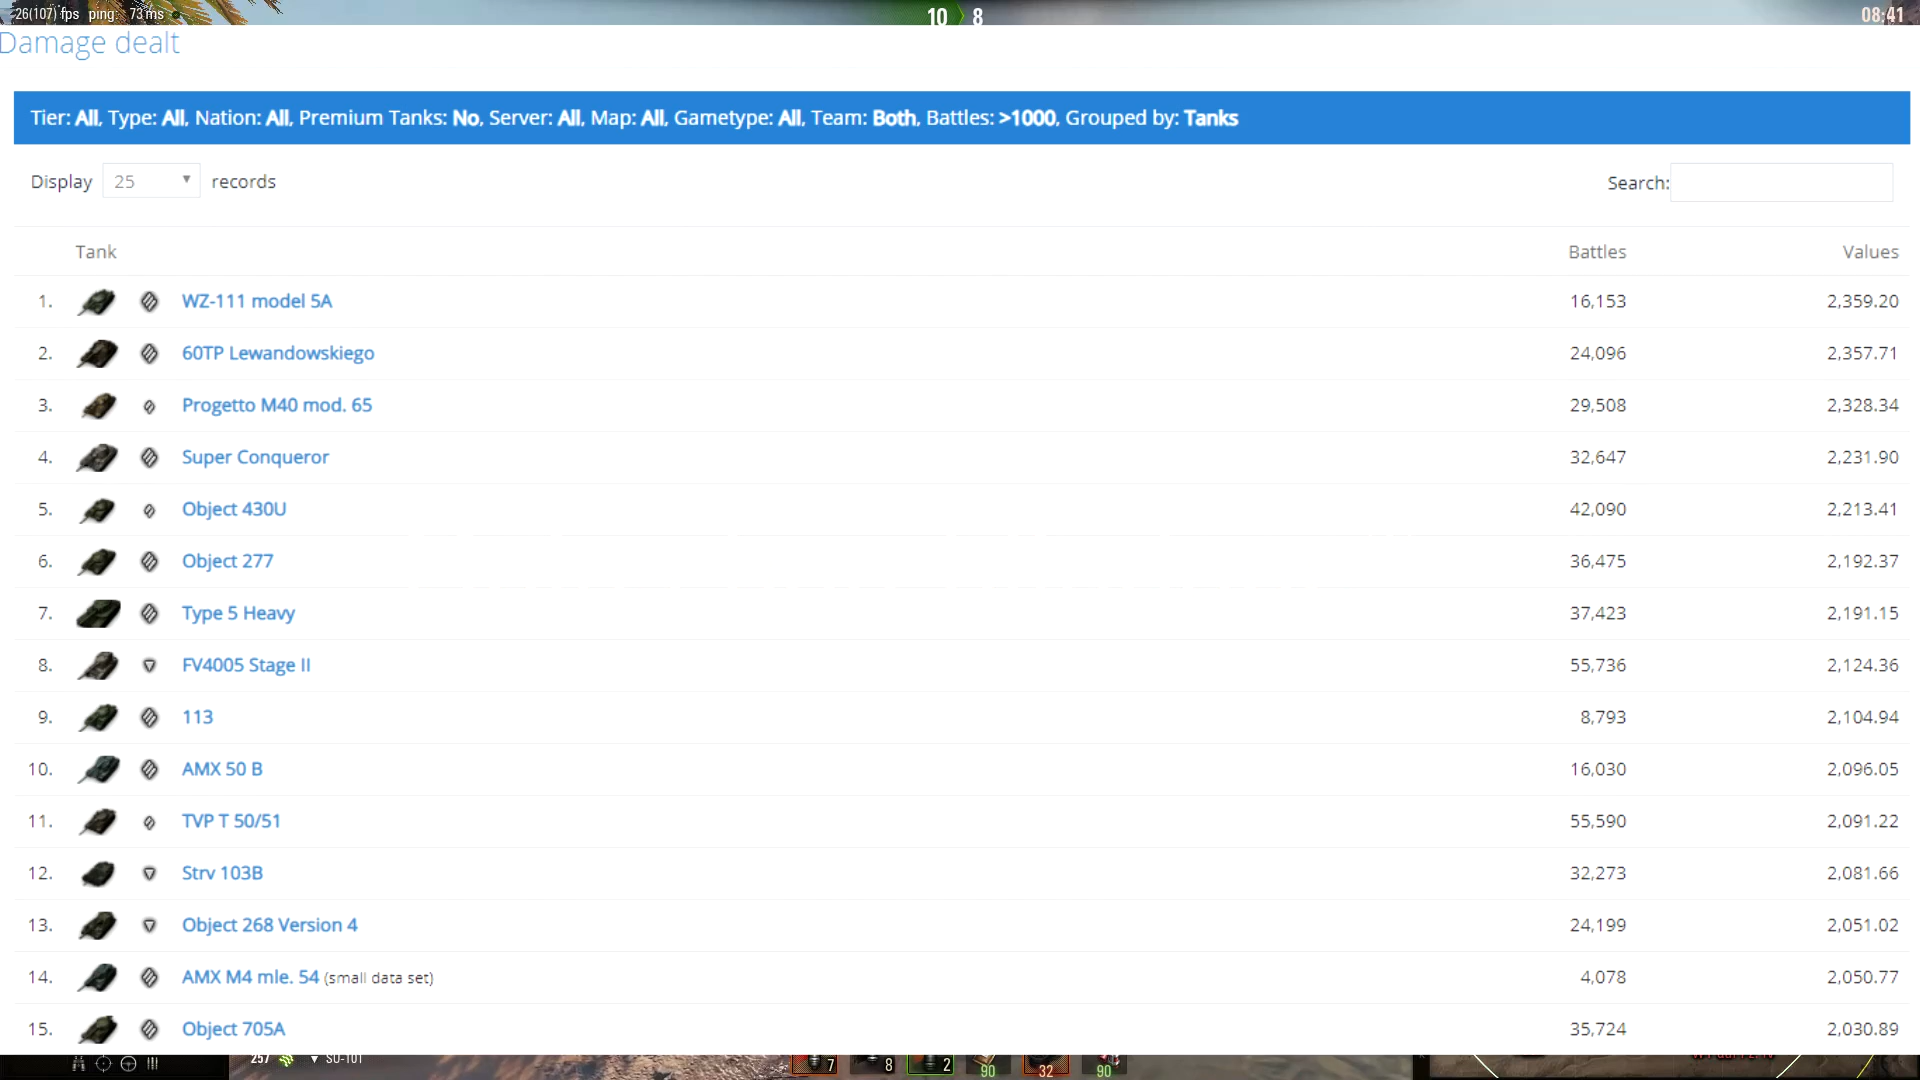 26(107) fps ping: 73 ms
10 8
08:41
Damage dealt
Tier: All, Type: All, Nation: All, Premium Tanks: No, Server: All, Map: All, Gametype: All, Team: Both, Battles: >1000, Grouped by: Tanks
Display 25 records
Search:
Tank Battles Values
1. WZ-111 model 5A 16,153 2,359.20
2. 60TP Lewandowskiego 24,096 2,357.71
3. Progetto M40 mod. 65 29,508 2,328.34
4. Super Conqueror 32,647 2,231.90
5. Object 430U 42,090 2,213.41
6. Object 277 36,475 2,192.37
7. Type 5 Heavy 37,423 2,191.15
8. FV4005 Stage II 55,736 2,124.36
9. 113 8,793 2,104.94
10. AMX 50 B 16,030 2,096.05
11. TVP T 50/51 55,590 2,091.22
12. Strv 103B 32,273 2,081.66
13. Object 268 Version 4 24,199 2,051.02
14. AMX M4 mle. 54 (small data set) 4,078 2,050.77
15. Object 705A 35,724 2,030.89
257 SU-101
7 8 2 90 32 90